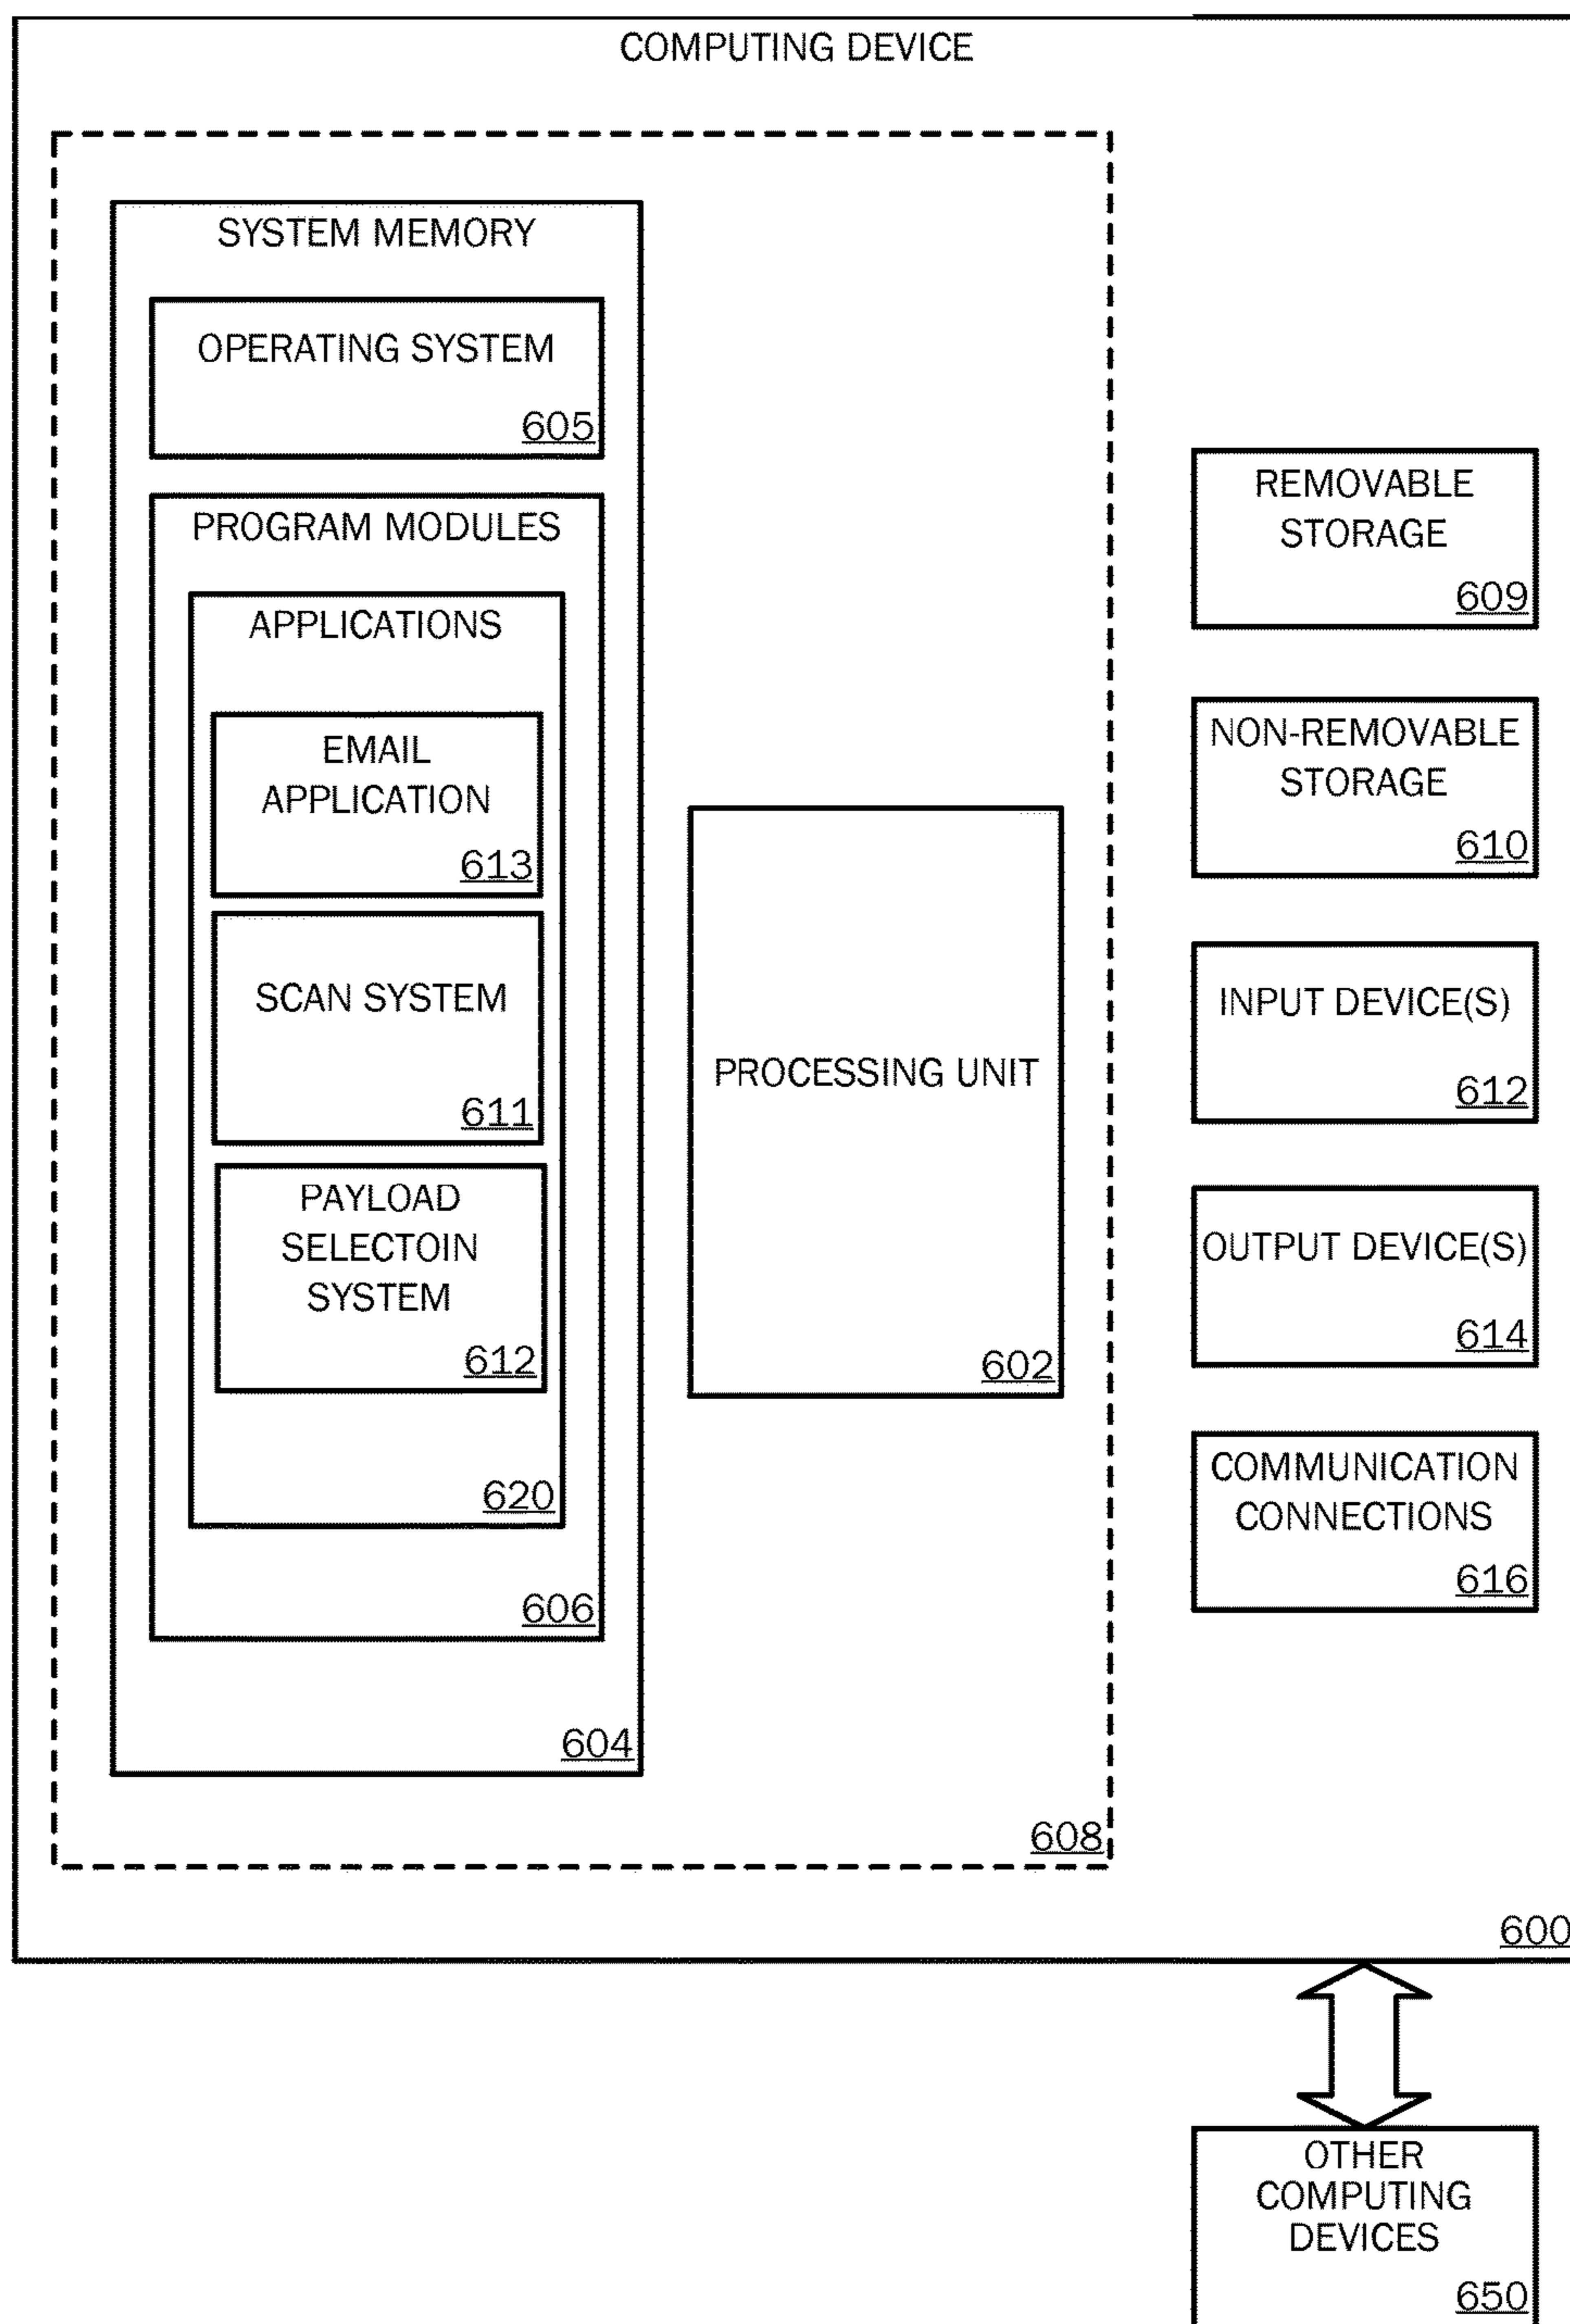 COMPUTING DEVICE
SYSTEM MEMORY
OPERATING SYSTEM
605
PROGRAM MODULES
APPLICATIONS
EMAIL
APPLICATION
613
SCAN SYSTEM
611
PAYLOAD
SELECTOIN
SYSTEM
612
620
606
604
PROCESSING UNIT
602
608
REMOVABLE
STORAGE
609
NON-REMOVABLE
STORAGE
610
INPUT DEVICE(S)
612
OUTPUT DEVICE(S)
614
COMMUNICATION
CONNECTIONS
616
600
OTHER
COMPUTING
DEVICES
650